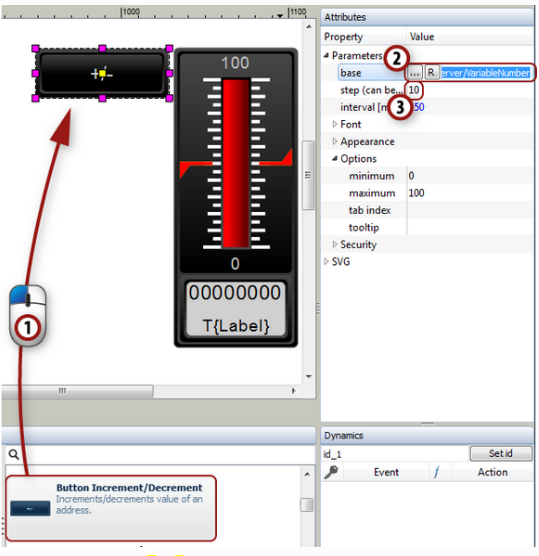 |1000
|1100
+/-
100
0
00000000
T{Label}
Attributes
Property Value
Parameters
2
base ... R erver/VariableNumber
step (can be... 10
3
interval [m 50
Font
Appearance
Options
minimum 0
maximum 100
tab index
tooltip
Security
SVG
1
Button Increment/Decrement
Increments/decrements value of an
address.
Dynamics
id_1 Set id
Event f Action